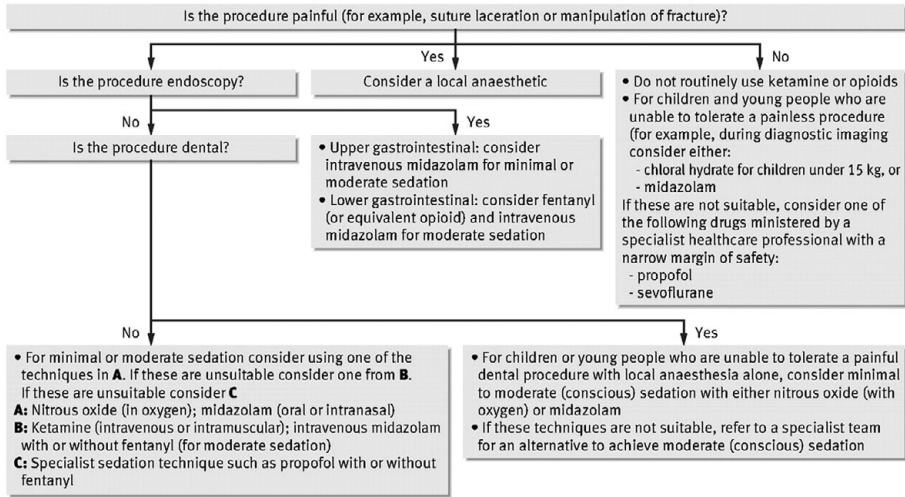 Is the procedure painful (for example, suture laceration or manipulation of fracture)?
Yes
No
Is the procedure endoscopy?
Consider a local anaesthetic
• Do not routinely use ketamine or opioids
• For children and young people who are
unable to tolerate a painless procedure
(for example, during diagnostic imaging
consider either:
- chloral hydrate for children under 15 kg, or
- midazolam
If these are not suitable, consider one of
the following drugs ministered by a
specialist healthcare professional with a
narrow margin of safety:
- propofol
- sevoflurane
No
Yes
Is the procedure dental?
• Upper gastrointestinal: consider
intravenous midazolam for minimal or
moderate sedation
• Lower gastrointestinal: consider fentanyl
(or equivalent opioid) and intravenous
midazolam for moderate sedation
No
Yes
• For minimal or moderate sedation consider using one of the
techniques in A. If these are unsuitable consider one from B.
If these are unsuitable consider C
A: Nitrous oxide (in oxygen); midazolam (oral or intranasal)
B: Ketamine (intravenous or intramuscular); intravenous midazolam
with or without fentanyl (for moderate sedation)
C: Specialist sedation technique such as propofol with or without
fentanyl
• For children or young people who are unable to tolerate a painful
dental procedure with local anaesthesia alone, consider minimal
to moderate (conscious) sedation with either nitrous oxide (with
oxygen) or midazolam
• If these techniques are not suitable, refer to a specialist team
for an alternative to achieve moderate (conscious) sedation